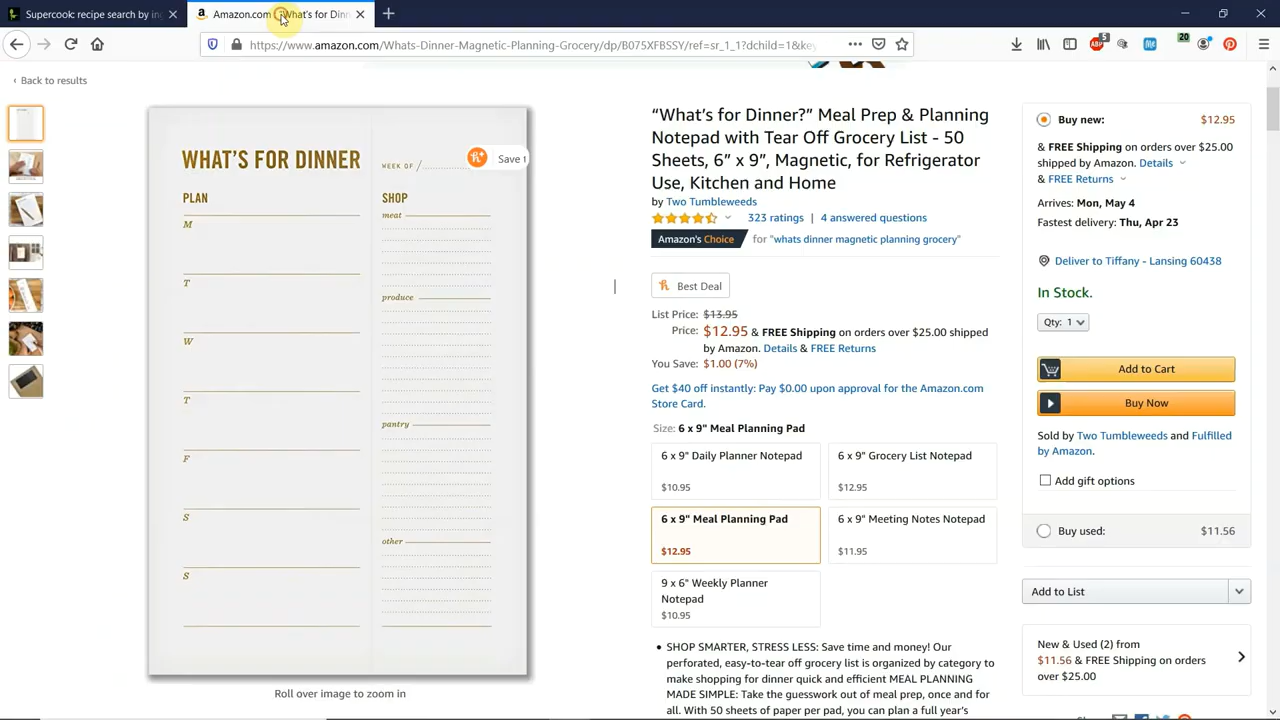 Supercook: recipe search by in
Amazon.com "What's for Dinn
https://www.amazon.com/Whats-Dinner-Magnetic-Planning-Grocery/dp/B075XFBSSY/ref=sr_1_1?dchild=1&ke
5
20
‹ Back to results
WHAT'S FOR DINNER
WEEK OF
Save 1
PLAN
SHOP
M
T
W
T
F
S
S
meat
produce
pantry
other
Roll over image to zoom in
“What’s for Dinner?” Meal Prep & Planning
Notepad with Tear Off Grocery List - 50
Sheets, 6” x 9”, Magnetic, for Refrigerator
Use, Kitchen and Home
by Two Tumbleweeds
323 ratings | 4 answered questions
Amazon's Choice for "whats dinner magnetic planning grocery"
Best Deal
List Price: $13.95
Price: $12.95 & FREE Shipping on orders over $25.00 shipped
by Amazon. Details & FREE Returns
You Save: $1.00 (7%)
Get $40 off instantly: Pay $0.00 upon approval for the Amazon.com
Store Card.
Size: 6 x 9" Meal Planning Pad
6 x 9" Daily Planner Notepad
$10.95
6 x 9" Grocery List Notepad
$12.95
6 x 9" Meal Planning Pad
$12.95
6 x 9" Meeting Notes Notepad
$11.95
9 x 6" Weekly Planner
Notepad
$10.95
• SHOP SMARTER, STRESS LESS: Save time and money! Our
perforated, easy-to-tear off grocery list is organized by category to
make shopping for dinner quick and efficient MEAL PLANNING
MADE SIMPLE: Take the guesswork out of meal prep, once and for
all. With 50 sheets of paper per pad, you can plan a full year's
Buy new: $12.95
& FREE Shipping on orders over $25.00
shipped by Amazon. Details
& FREE Returns
Arrives: Mon, May 4
Fastest delivery: Thu, Apr 23
Deliver to Tiffany - Lansing 60438
In Stock.
Qty: 1
Add to Cart
Buy Now
Sold by Two Tumbleweeds and Fulfilled
by Amazon.
Add gift options
Buy used: $11.56
Add to List
New & Used (2) from
$11.56 & FREE Shipping on orders
over $25.00